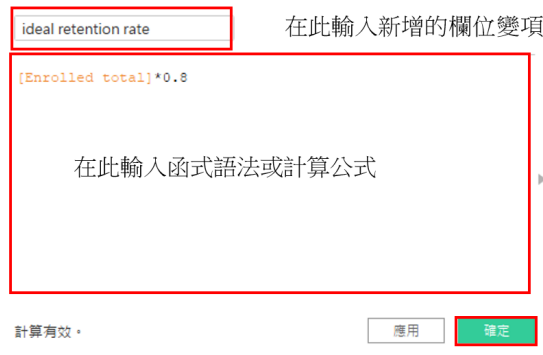 ideal retention rate
在此輸入新增的欄位變項
[Enrolled total]*0.8
在此輸入函式語法或計算公式
計算有效。
應用
確定